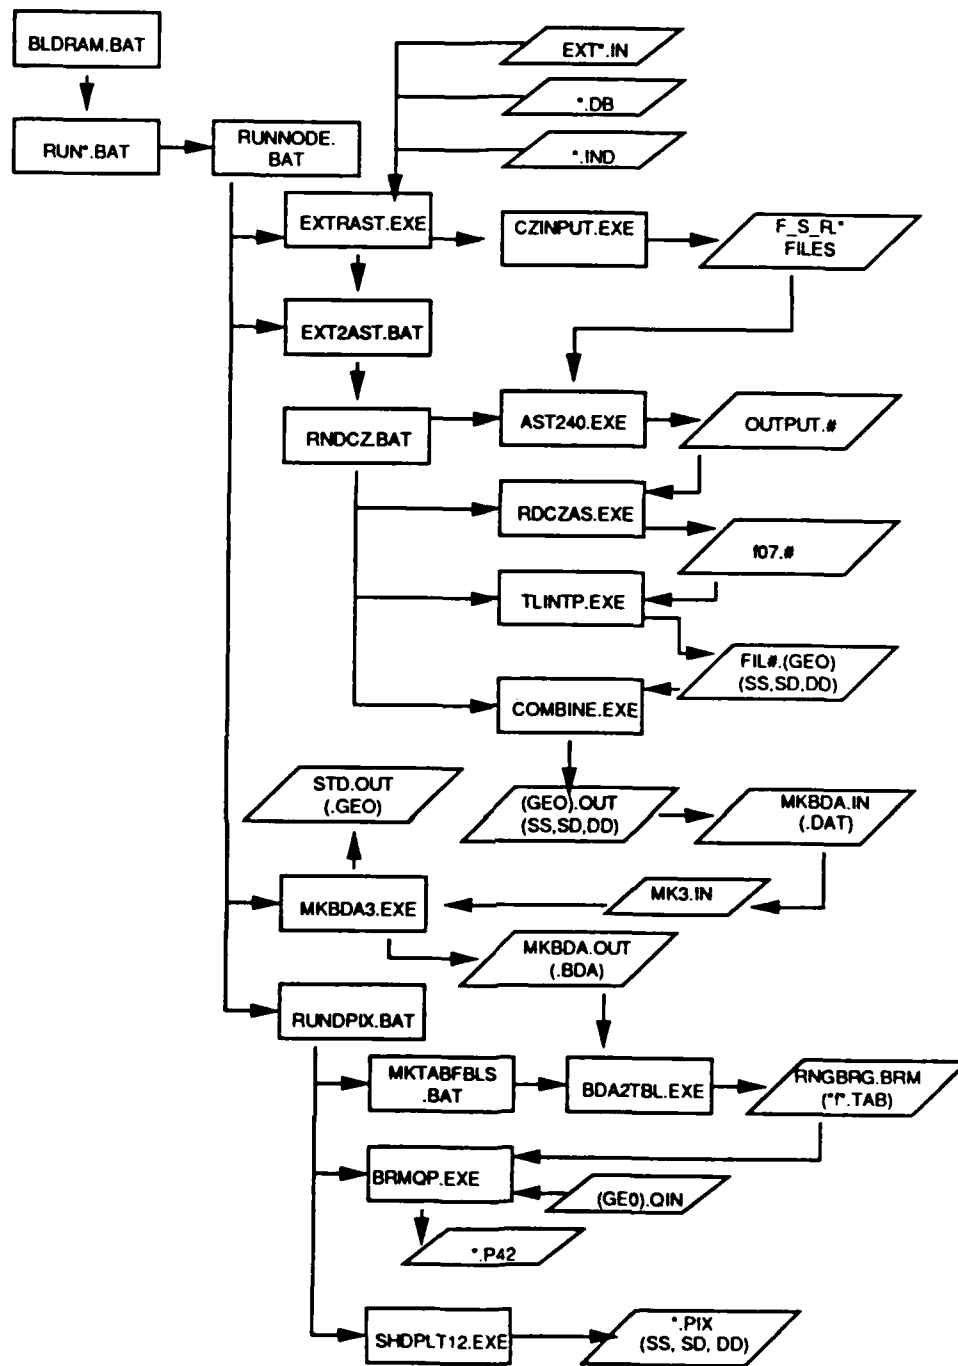 BLDRAM.BAT
EXT*.IN
*.DB
RUN*.BAT
RUNNODE.
BAT
*.IND
EXTRAST.EXE
CZINPUT.EXE
F_S_R.*
FILES
EXT2AST.BAT
RNDCZ.BAT
AST240.EXE
OUTPUT.#
RDCZAS.EXE
f07.#
TLINTP.EXE
FIL#.(GEO)
(SS,SD,DD)
COMBINE.EXE
STD.OUT
(.GEO)
(GEO).OUT
(SS,SD,DD)
MKBDA.IN
(.DAT)
MKBDA3.EXE
MK3.IN
MKBDA.OUT
(.BDA)
RUNDPIX.BAT
MKTABFBLS
.BAT
BDA2TBL.EXE
RNGBRG.BRM
("f".TAB)
BRMQP.EXE
(GE0).QIN
*.P42
SHDPLT12.EXE
*.PIX
(SS, SD, DD)